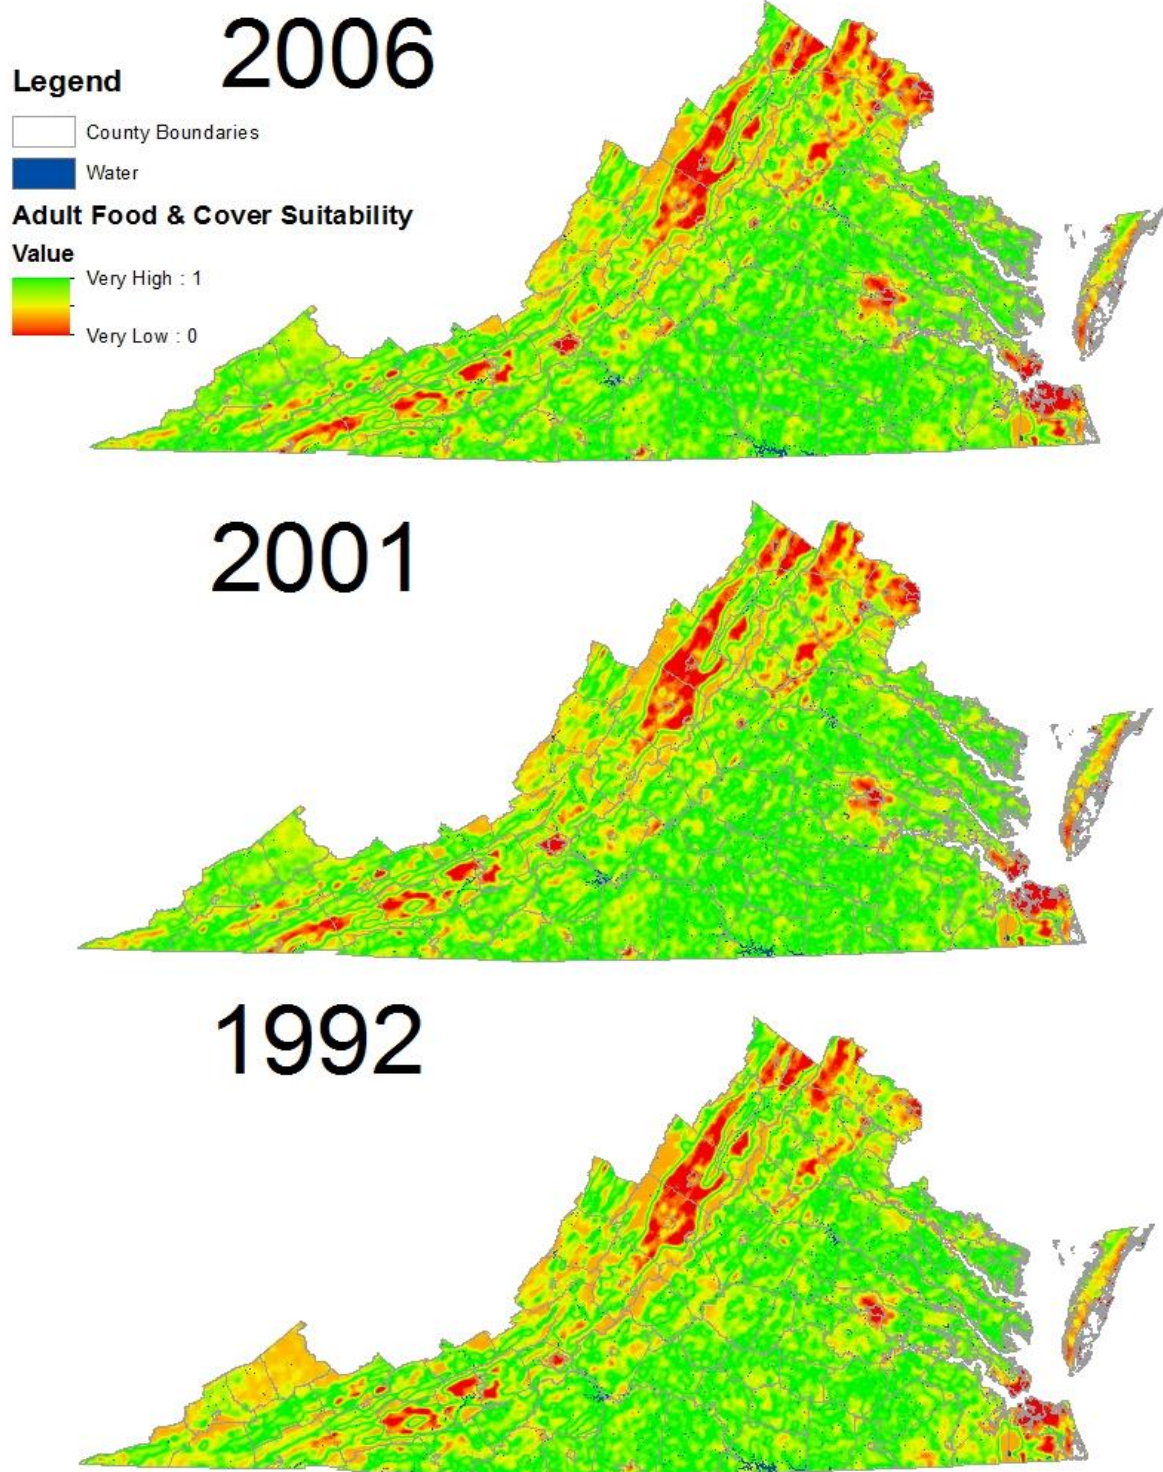 2006
Legend
County Boundaries
Water
Adult Food & Cover Suitability
Value
Very High : 1
Very Low : 0
2001
1992